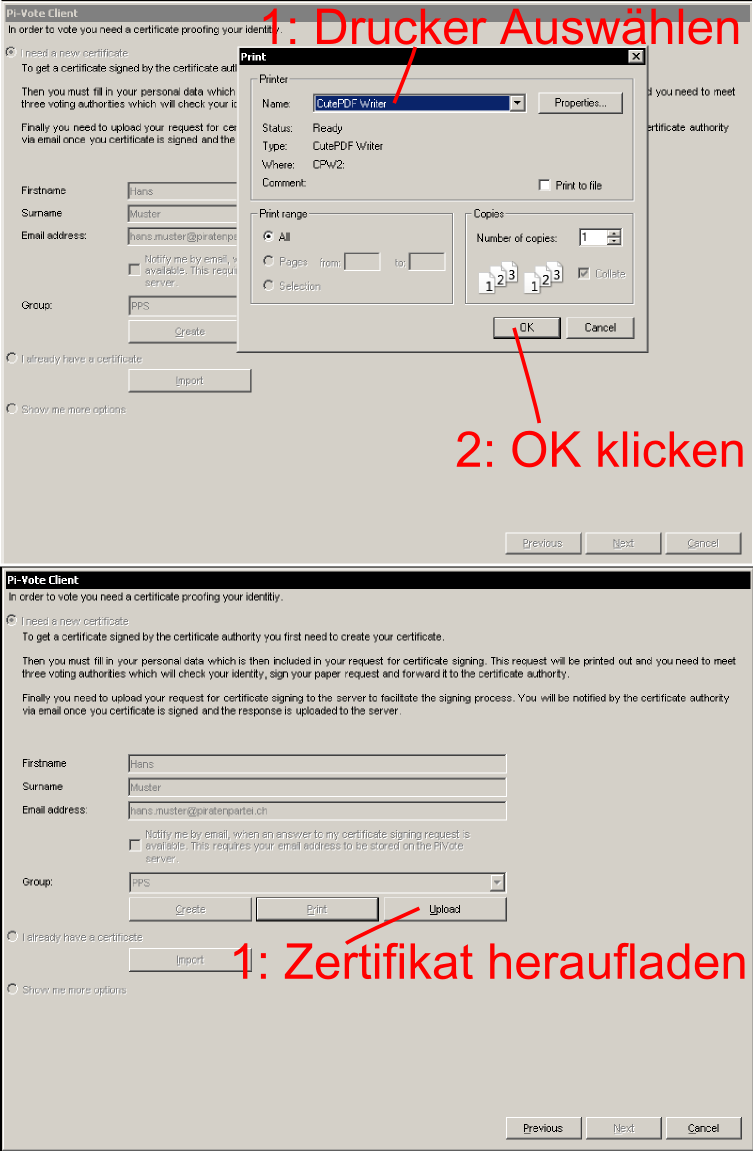 Pi-Vote Client
1: Drucker Auswählen
In order to vote you need a certificate proofing your identitiy.
I need a new certificate
To get a certificate signed by the certificate aut
Then you must fill in your personal data which
d you need to meet
three voting authorities which will check your id
Finally you need to upload your request for cer
ertificate authority
via email once you certificate is signed and the
Firstname
Hans
Surname
Muster
Email address:
hans.muster@piratenpa
Notify me by email, w
available. This requi
server.
Group:
PPS
Create
I already have a certificate
Import
Show me more options
Print
Printer
Name:
CutePDF Writer
Properties...
Status:
Ready
Type:
CutePDF Writer
Where:
CPW2:
Comment:
Print to file
Print range
All
Pages
from:
to:
Selection
Copies
Number of copies:
1
1 2 3
1 2 3
Collate
OK
Cancel
2: OK klicken
Previous
Next
Cancel
Pi-Vote Client
In order to vote you need a certificate proofing your identitiy.
I need a new certificate
To get a certificate signed by the certificate authority you first need to create your certificate.
Then you must fill in your personal data which is then included in your request for certificate signing. This request will be printed out and you need to meet
three voting authorities which will check your identity, sign your paper request and forward it to the certificate authority.
Finally you need to upload your request for certificate signing to the server to facilitate the signing process. You will be notified by the certificate authority
via email once you certificate is signed and the response is uploaded to the server.
Firstname
Hans
Surname
Muster
Email address:
hans.muster@piratenpartei.ch
Notify me by email, when an answer to my certificate signing request is
available. This requires your email address to be stored on the PiVote
server.
Group:
PPS
Create
Print
Upload
I already have a certificate
Import
1: Zertifikat heraufladen
Show me more options
Previous
Next
Cancel